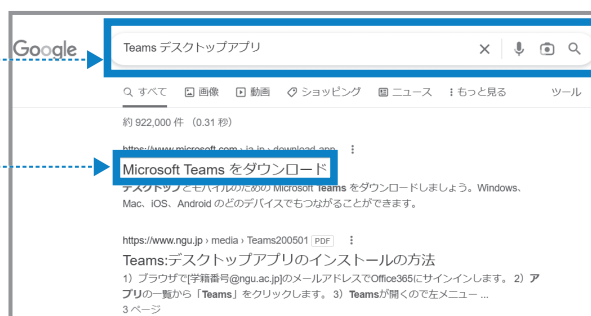 Google
Teams デスクトップアプリ
すべて 画像 動画 ショッピング ニュース もっと見る ツール
約 922,000 件 (0.31 秒)
https://www.microsoft.com › ja-jp › download-app
Microsoft Teams をダウンロード
デスクトップとモバイルのための Microsoft Teams をダウンロードしましょう。Windows、
Mac、iOS、Android のどのデバイスでもつながることができます。
https://www.ngu.jp › media › Teams200501 PDF
Teams:デスクトップアプリのインストールの方法
1）ブラウザで[学籍番号@ngu.ac.jp]のメールアドレスでOffice365にサインインします。 2）ア
プリの一覧から「Teams」をクリックします。 3）Teamsが開くので左メニュー ...
3 ページ